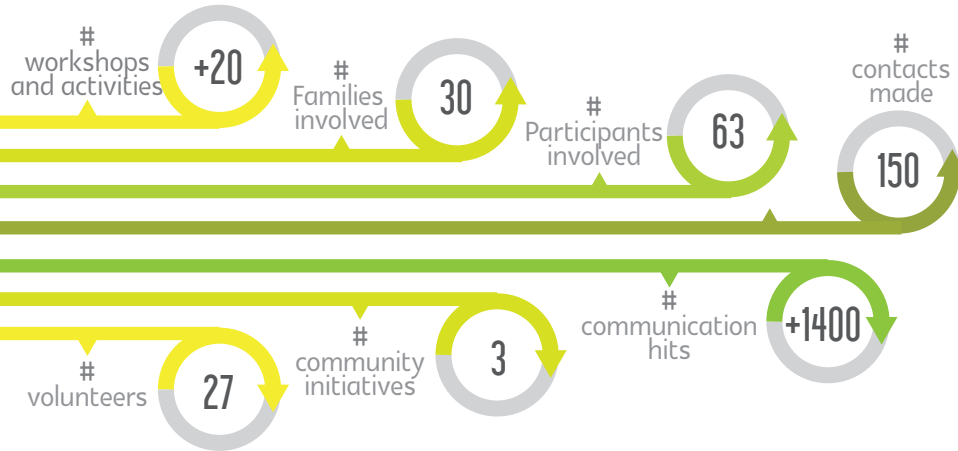 #
workshops
and activities
+20
#
Families
involved
30
#
Participants
involved
63
#
contacts
made
150
#
volunteers
27
#
community
initiatives
3
#
communication
hits
+1400